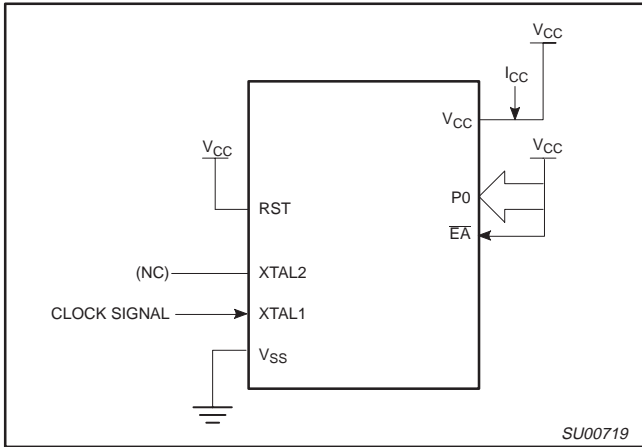 VCC
ICC
VCC
VCC
VCC
RST
P0
EA
(NC)
XTAL2
CLOCK SIGNAL
XTAL1
VSS
SU00719